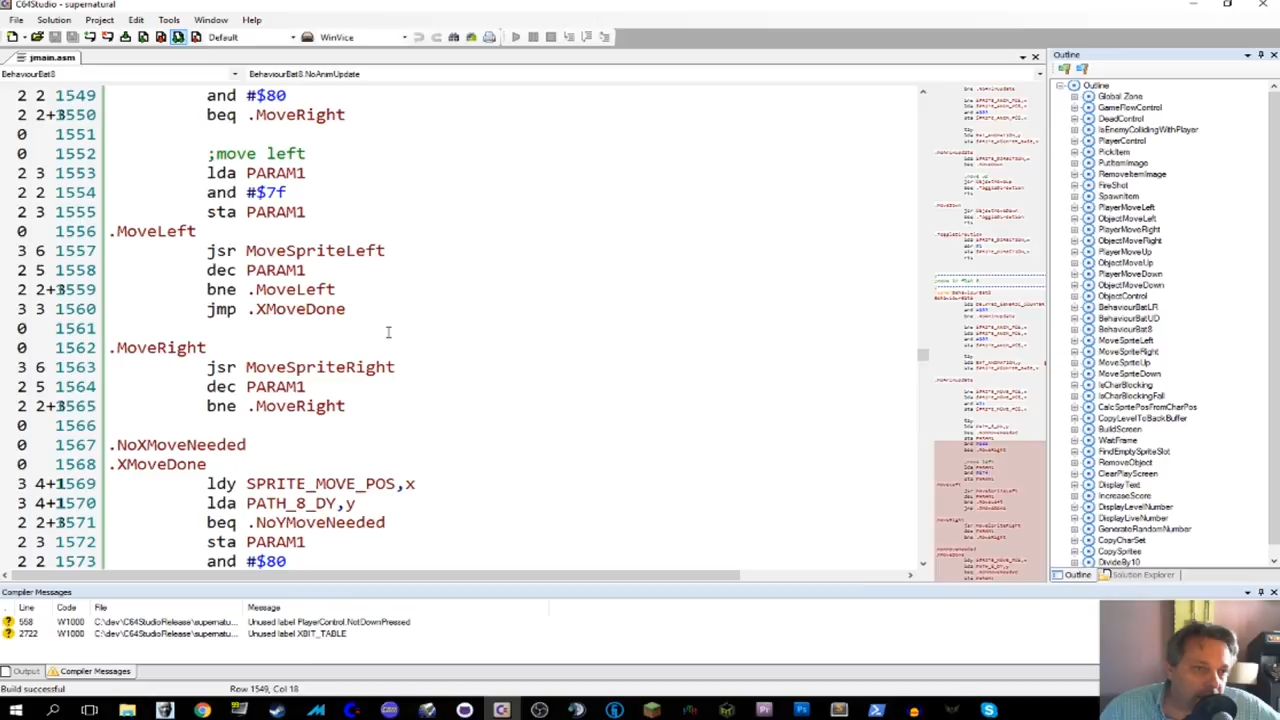 C64Studio - supernatural
File Solution Project Edit Tools Window Help
Default WinVice
jmain.asm
BehaviourBat8 BehaviourBat8.NoAnimUpdate
2 2 1549 and #$80
2 2+3550 beq .MoveRight
0 1551
0 1552 ;move left
2 3 1553 lda PARAM1
2 2 1554 and #$7f
2 3 1555 sta PARAM1
0 1556 .MoveLeft
3 6 1557 jsr MoveSpriteLeft
2 5 1558 dec PARAM1
2 2+3559 bne .MoveLeft
3 3 1560 jmp .XMoveDone
0 1561
0 1562 .MoveRight
3 6 1563 jsr MoveSpriteRight
2 5 1564 dec PARAM1
2 2+3565 bne .MoveRight
0 1566
0 1567 .NoXMoveNeeded
0 1568 .XMoveDone
3 4+1569 ldy SPRITE_MOVE_POS,x
3 4+1570 lda PATH_8_DY,y
2 2+3571 beq .NoYMoveNeeded
2 3 1572 sta PARAM1
2 2 1573 and #$80
Outline
Outline
Global Zone
GameFlowControl
DeadControl
IsEnemyCollidingWithPlayer
PlayerControl
PickItem
PutItemImage
RemoveItemImage
FireShot
SpawnItem
PlayerMoveLeft
ObjectMoveLeft
PlayerMoveRight
ObjectMoveRight
PlayerMoveUp
ObjectMoveUp
PlayerMoveDown
ObjectMoveDown
ObjectControl
BehaviourBatLR
BehaviourBatUD
BehaviourBat8
MoveSpriteLeft
MoveSpriteRight
MoveSpriteUp
MoveSpriteDown
IsCharBlocking
IsCharBlockingFall
CalcSpritePosFromCharPos
CopyLevelToBackBuffer
BuildScreen
WaitFrame
FindEmptySpriteSlot
RemoveObject
ClearPlayScreen
DisplayText
IncreaseScore
DisplayLevelNumber
DisplayLiveNumber
GenerateRandomNumber
CopyCharSet
CopySprites
DivideBy10
Outline Solution Explorer
Compiler Messages
Line Code File Message
558 W1000 C:\dev\C64StudioRelease\supernatu... Unused label PlayerControl.NotDownPressed
2722 W1000 C:\dev\C64StudioRelease\supernatu... Unused label XBIT_TABLE
Output Compiler Messages
Build successful Row 1549, Col 18